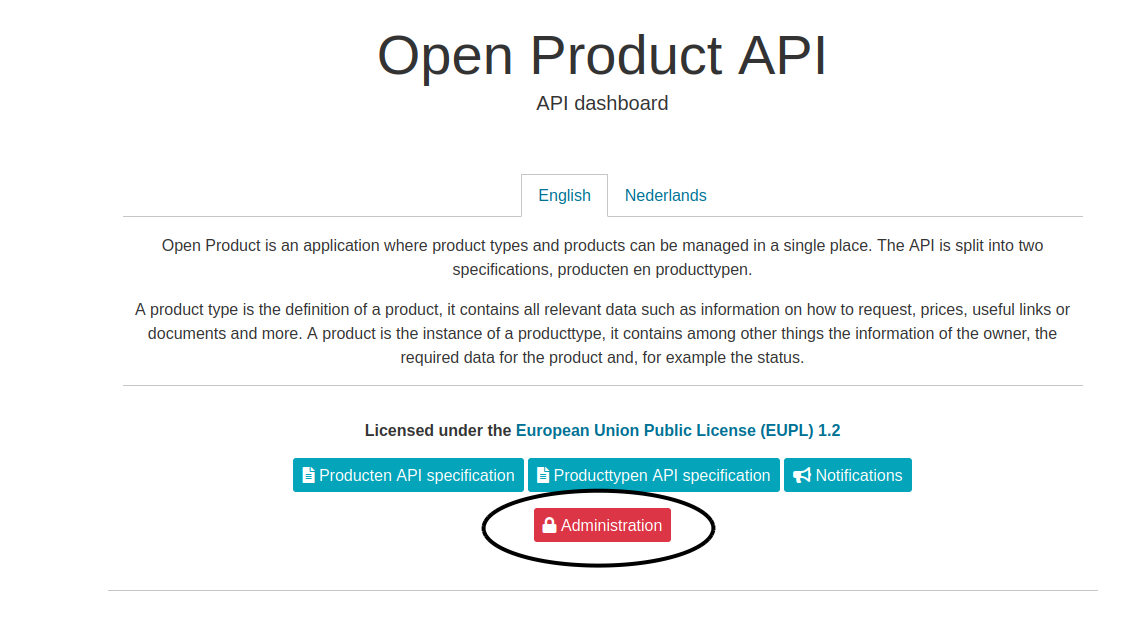 Open Product API
API dashboard
English
Nederlands
Open Product is an application where product types and products can be managed in a single place. The API is split into two
specifications, producten en producttypen.
A product type is the definition of a product, it contains all relevant data such as information on how to request, prices, useful links or
documents and more. A product is the instance of a producttype, it contains among other things the information of the owner, the
required data for the product and, for example the status.
Licensed under the European Union Public License (EUPL) 1.2
Producten API specification
Producttypen API specification
Notifications
Administration